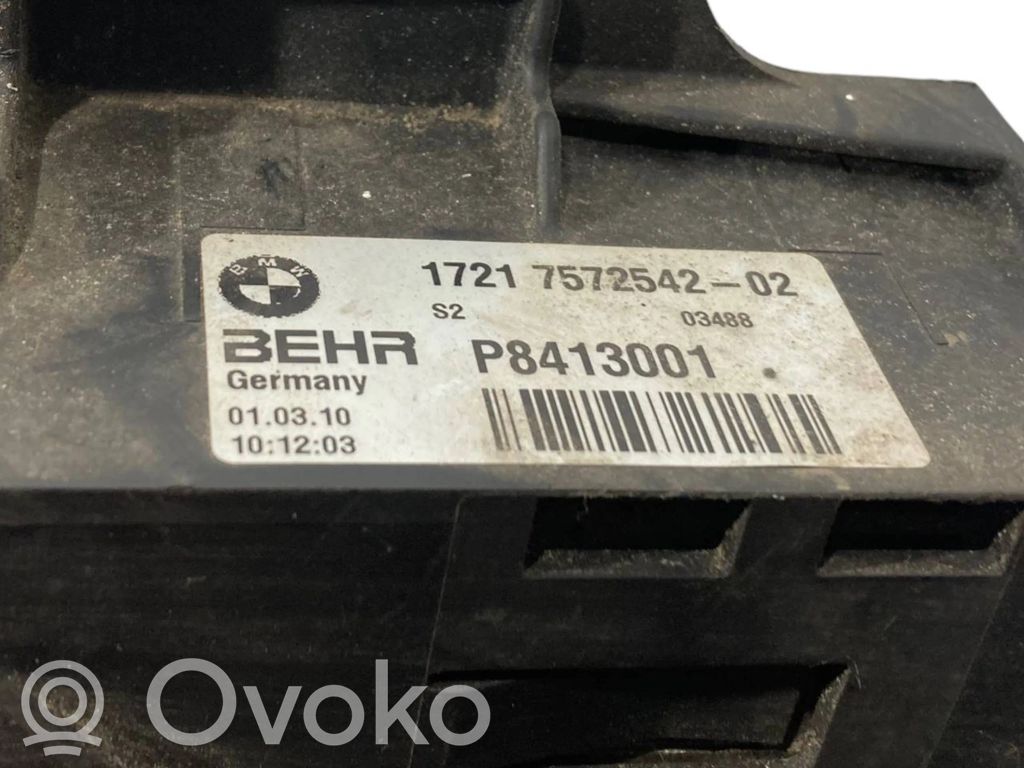 BMW
1721 7572542-02
S2 03488
BEHR P8413001
Germany
01.03.10
10:12:03
Ovoko